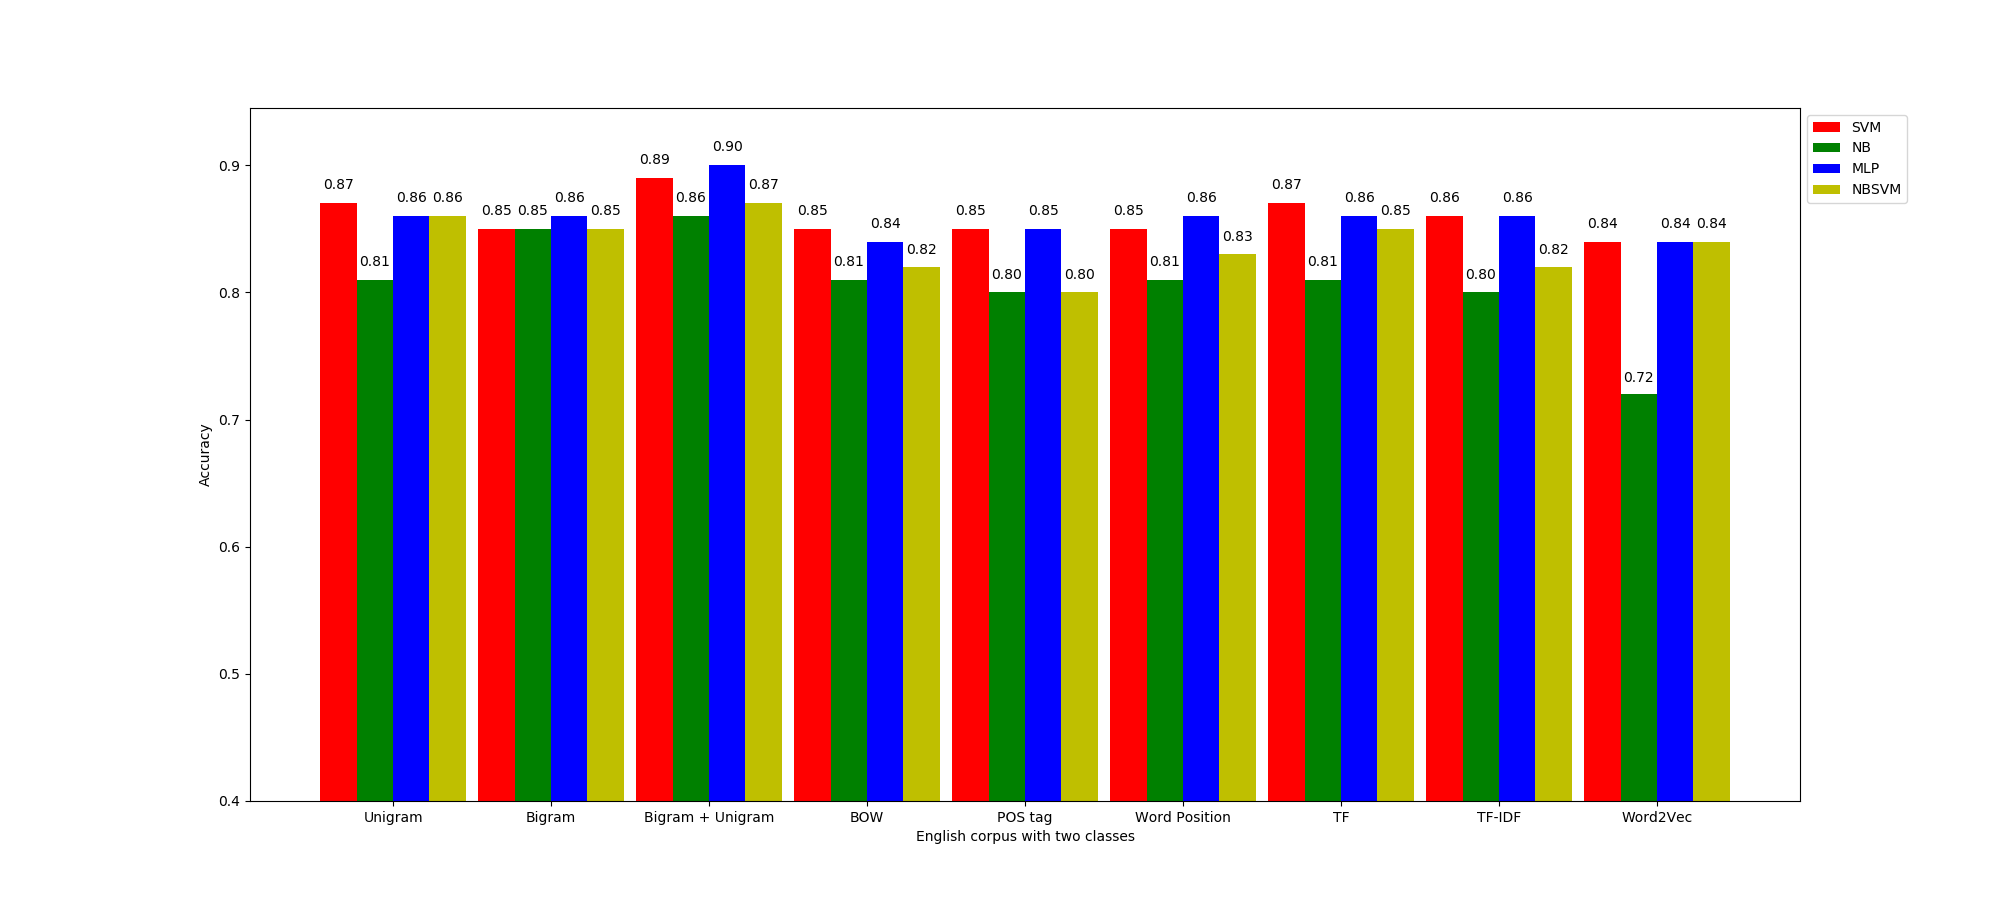 SVM
NB
MLP
NBSVM
0.9
0.8
0.7
0.6
0.5
0.4
Accuracy
0.87 0.81 0.86 0.86
0.85 0.85 0.86 0.85
0.89 0.86 0.90 0.87
0.85 0.81 0.84 0.82
0.85 0.80 0.85 0.80
0.85 0.81 0.86 0.83
0.87 0.81 0.86 0.85
0.86 0.80 0.86 0.82
0.84 0.72 0.84 0.84
Unigram Bigram Bigram + Unigram BOW POS tag Word Position TF TF-IDF Word2Vec
English corpus with two classes